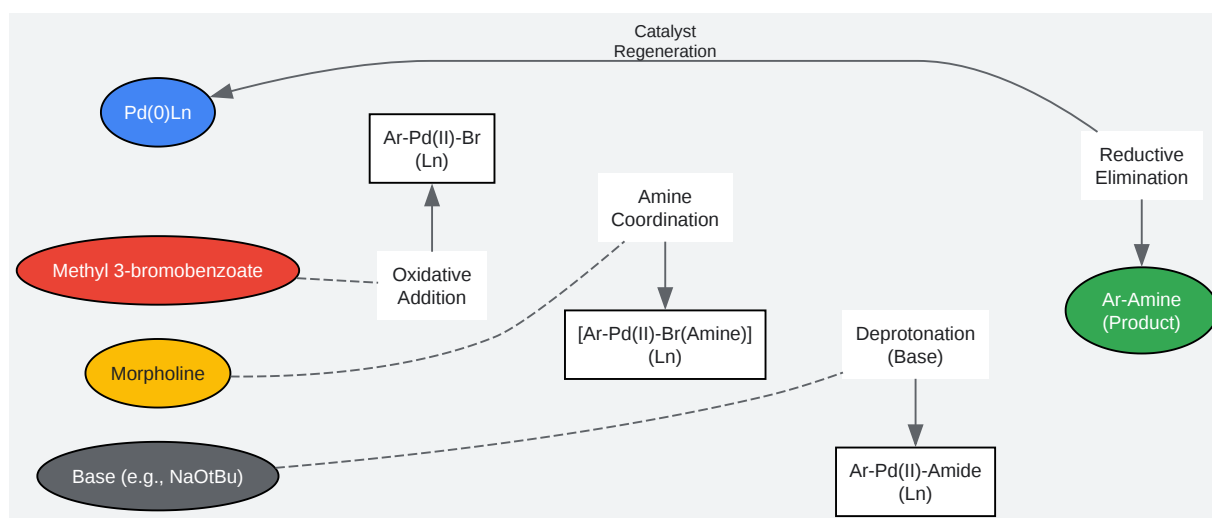 Catalyst
Regeneration
Pd(0)Ln
Ar-Pd(II)-Br
(Ln)
Reductive
Elimination
Amine
Coordination
Methyl 3-bromobenzoate
Oxidative
Addition
Ar-Amine
(Product)
[Ar-Pd(II)-Br(Amine)]
(Ln)
Deprotonation
(Base)
Morpholine
Base (e.g., NaOtBu)
Ar-Pd(II)-Amide
(Ln)